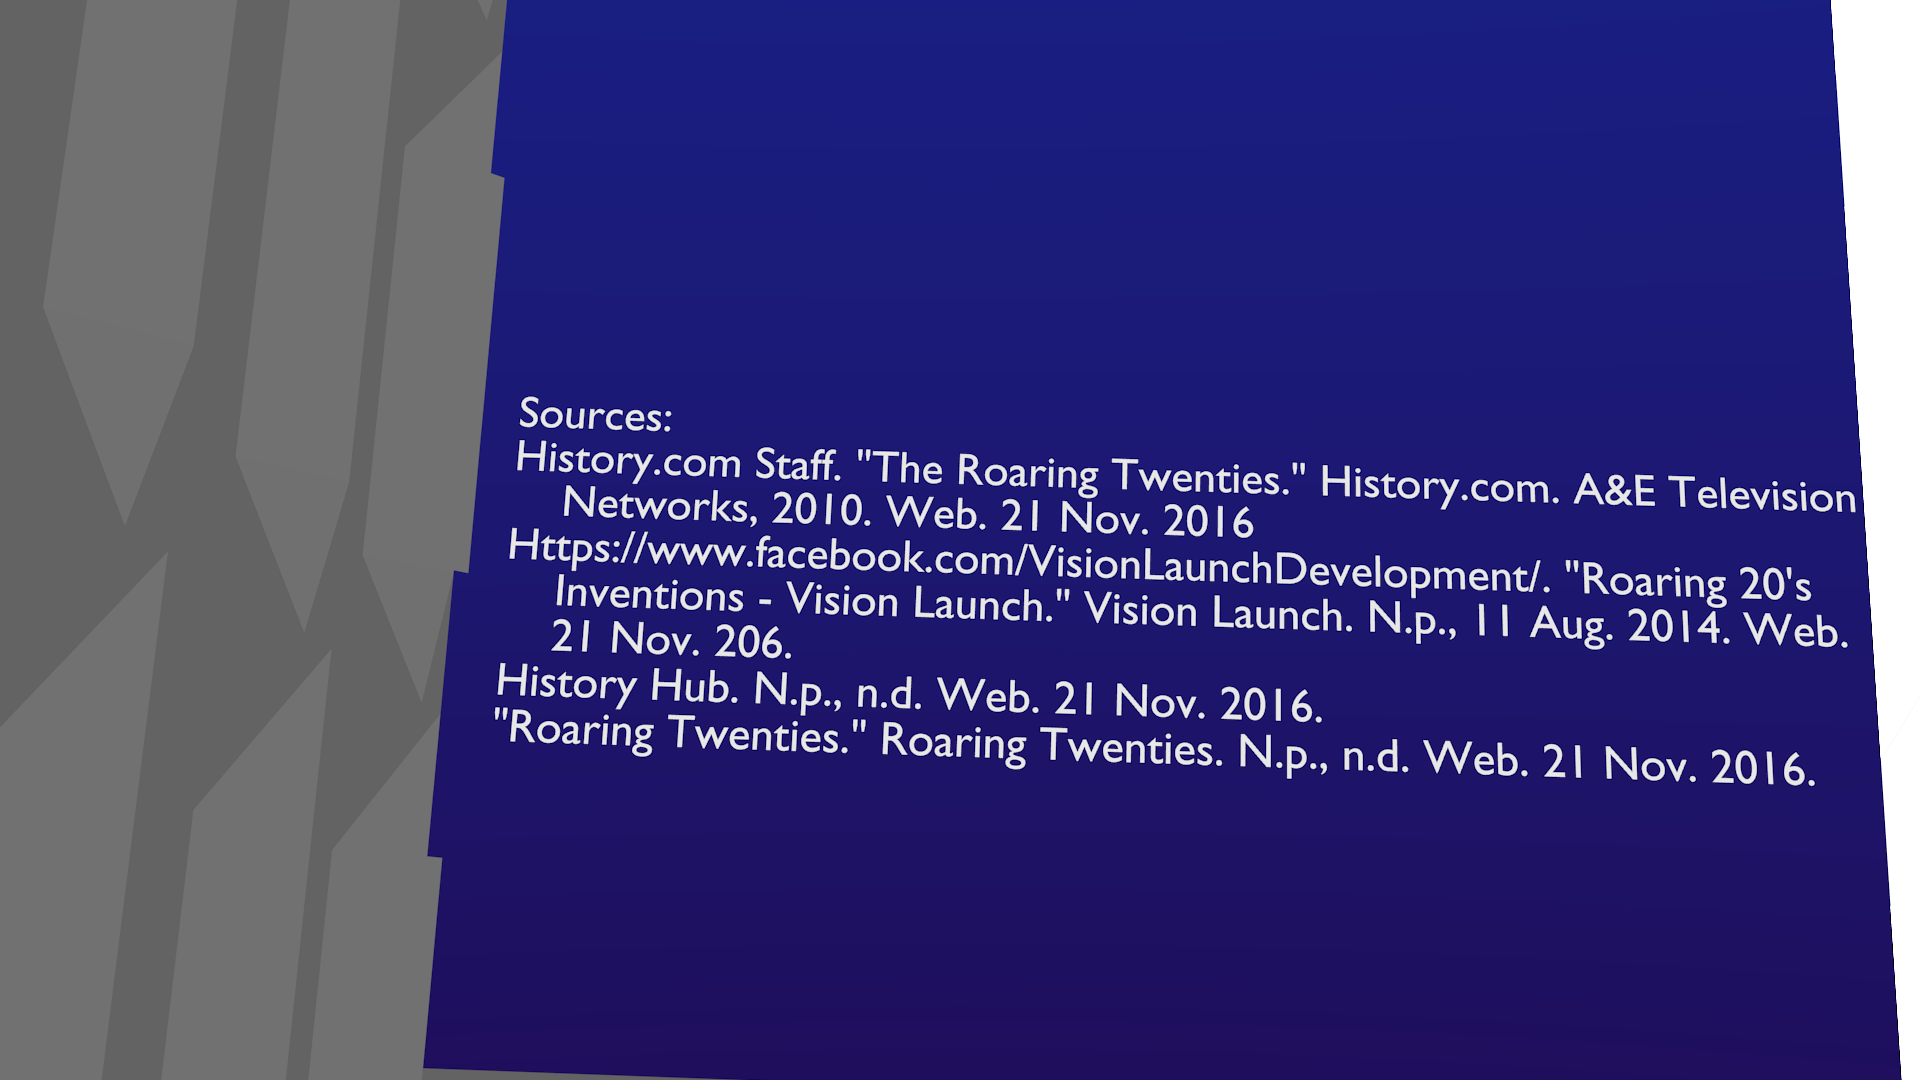 Sources:
History.com Staff. "The Roaring Twenties." History.com. A&E Television
Networks, 2010. Web. 21 Nov. 2016
Https://www.facebook.com/VisionLaunchDevelopment/. "Roaring 20's
Inventions - Vision Launch." Vision Launch. N.p., 11 Aug. 2014. Web.
21 Nov. 206.
History Hub. N.p., n.d. Web. 21 Nov. 2016.
"Roaring Twenties." Roaring Twenties. N.p., n.d. Web. 21 Nov. 2016.